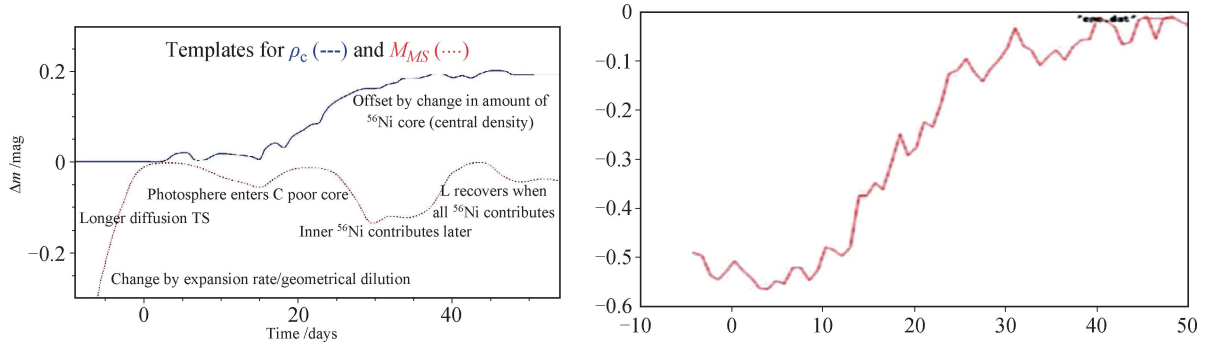 Templates for ρc (---) and MMS (····)
0.2
Offset by change in amount of
56Ni core (central density)
0
Δm /mag
Photosphere enters C poor core
L recovers when
Longer diffusion TS
all 56Ni contributes
Inner 56Ni contributes later
−0.2
Change by expansion rate/geometrical dilution
0
20
40
Time /days
0
−0.1
−0.2
−0.3
−0.4
−0.5
−0.6
−10
0
10
20
30
40
50